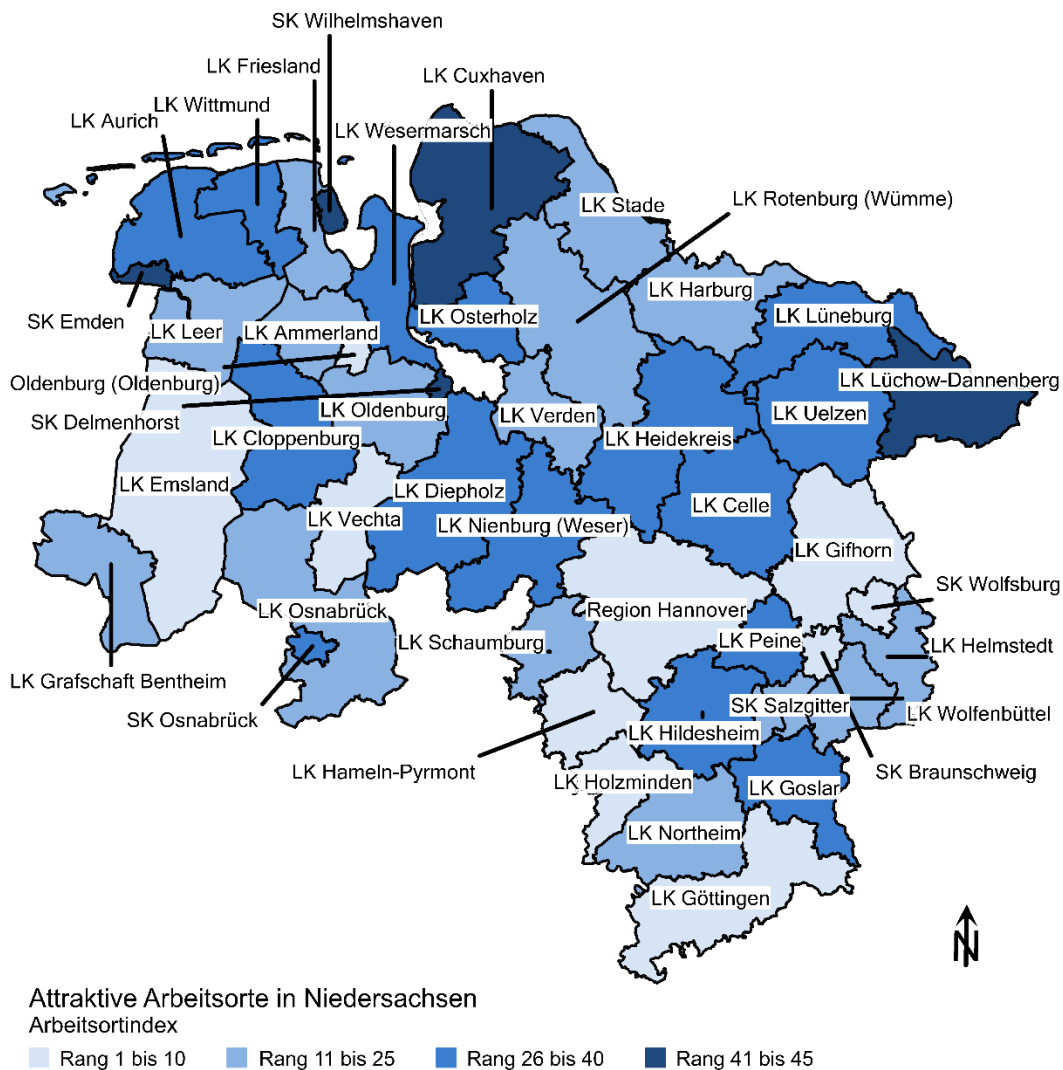 SK Wilhelmshaven
LK Friesland
LK Cuxhaven
LK Wittmund
LK Aurich
LK Wesermarsch
LK Rotenburg (Wümme)
LK Stade
LK Harburg
SK Emden
LK Leer
LK Ammerland
LK Osterholz
LK Lüneburg
Oldenburg (Oldenburg)
SK Delmenhorst
LK Oldenburg
LK Verden
LK Lüchow-Dannenberg
LK Uelzen
LK Cloppenburg
LK Heidekreis
LK Emsland
LK Diepholz
LK Vechta
LK Nienburg (Weser)
LK Celle
LK Gifhorn
SK Wolfsburg
LK Osnabrück
Region Hannover
LK Schaumburg
LK Peine
LK Helmstedt
LK Grafschaft Bentheim
SK Osnabrück
SK Salzgitter
LK Wolfenbüttel
LK Hildesheim
LK Hameln-Pyrmont
SK Braunschweig
LK Holzminden
LK Goslar
LK Northeim
LK Göttingen
N
Attraktive Arbeitsorte in Niedersachsen
Arbeitsortindex
Rang 1 bis 10 Rang 11 bis 25 Rang 26 bis 40 Rang 41 bis 45